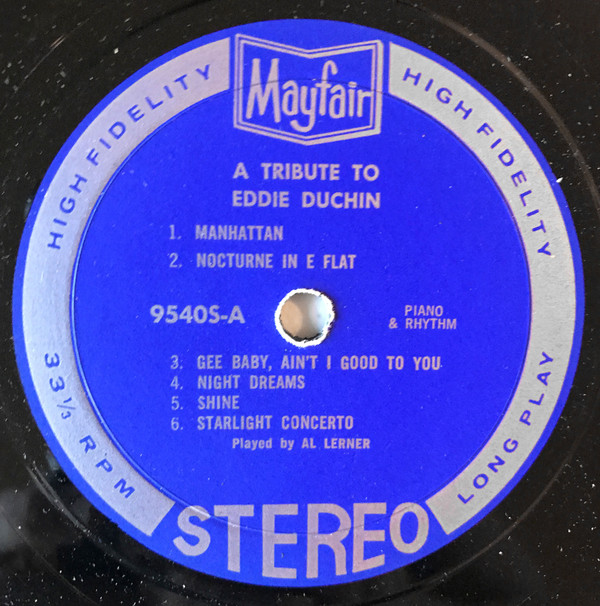 Mayfair
HIGH FIDELITY
HIGH FIDELITY
A TRIBUTE TO
EDDIE DUCHIN
1. MANHATTAN
2. NOCTURNE IN E FLAT
9540S-A
PIANO
& RHYTHM
3. GEE BABY, AIN'T I GOOD TO YOU
4. NIGHT DREAMS
5. SHINE
6. STARLIGHT CONCERTO
Played by AL LERNER
33 1/3 RPM
LONG PLAY
STEREO